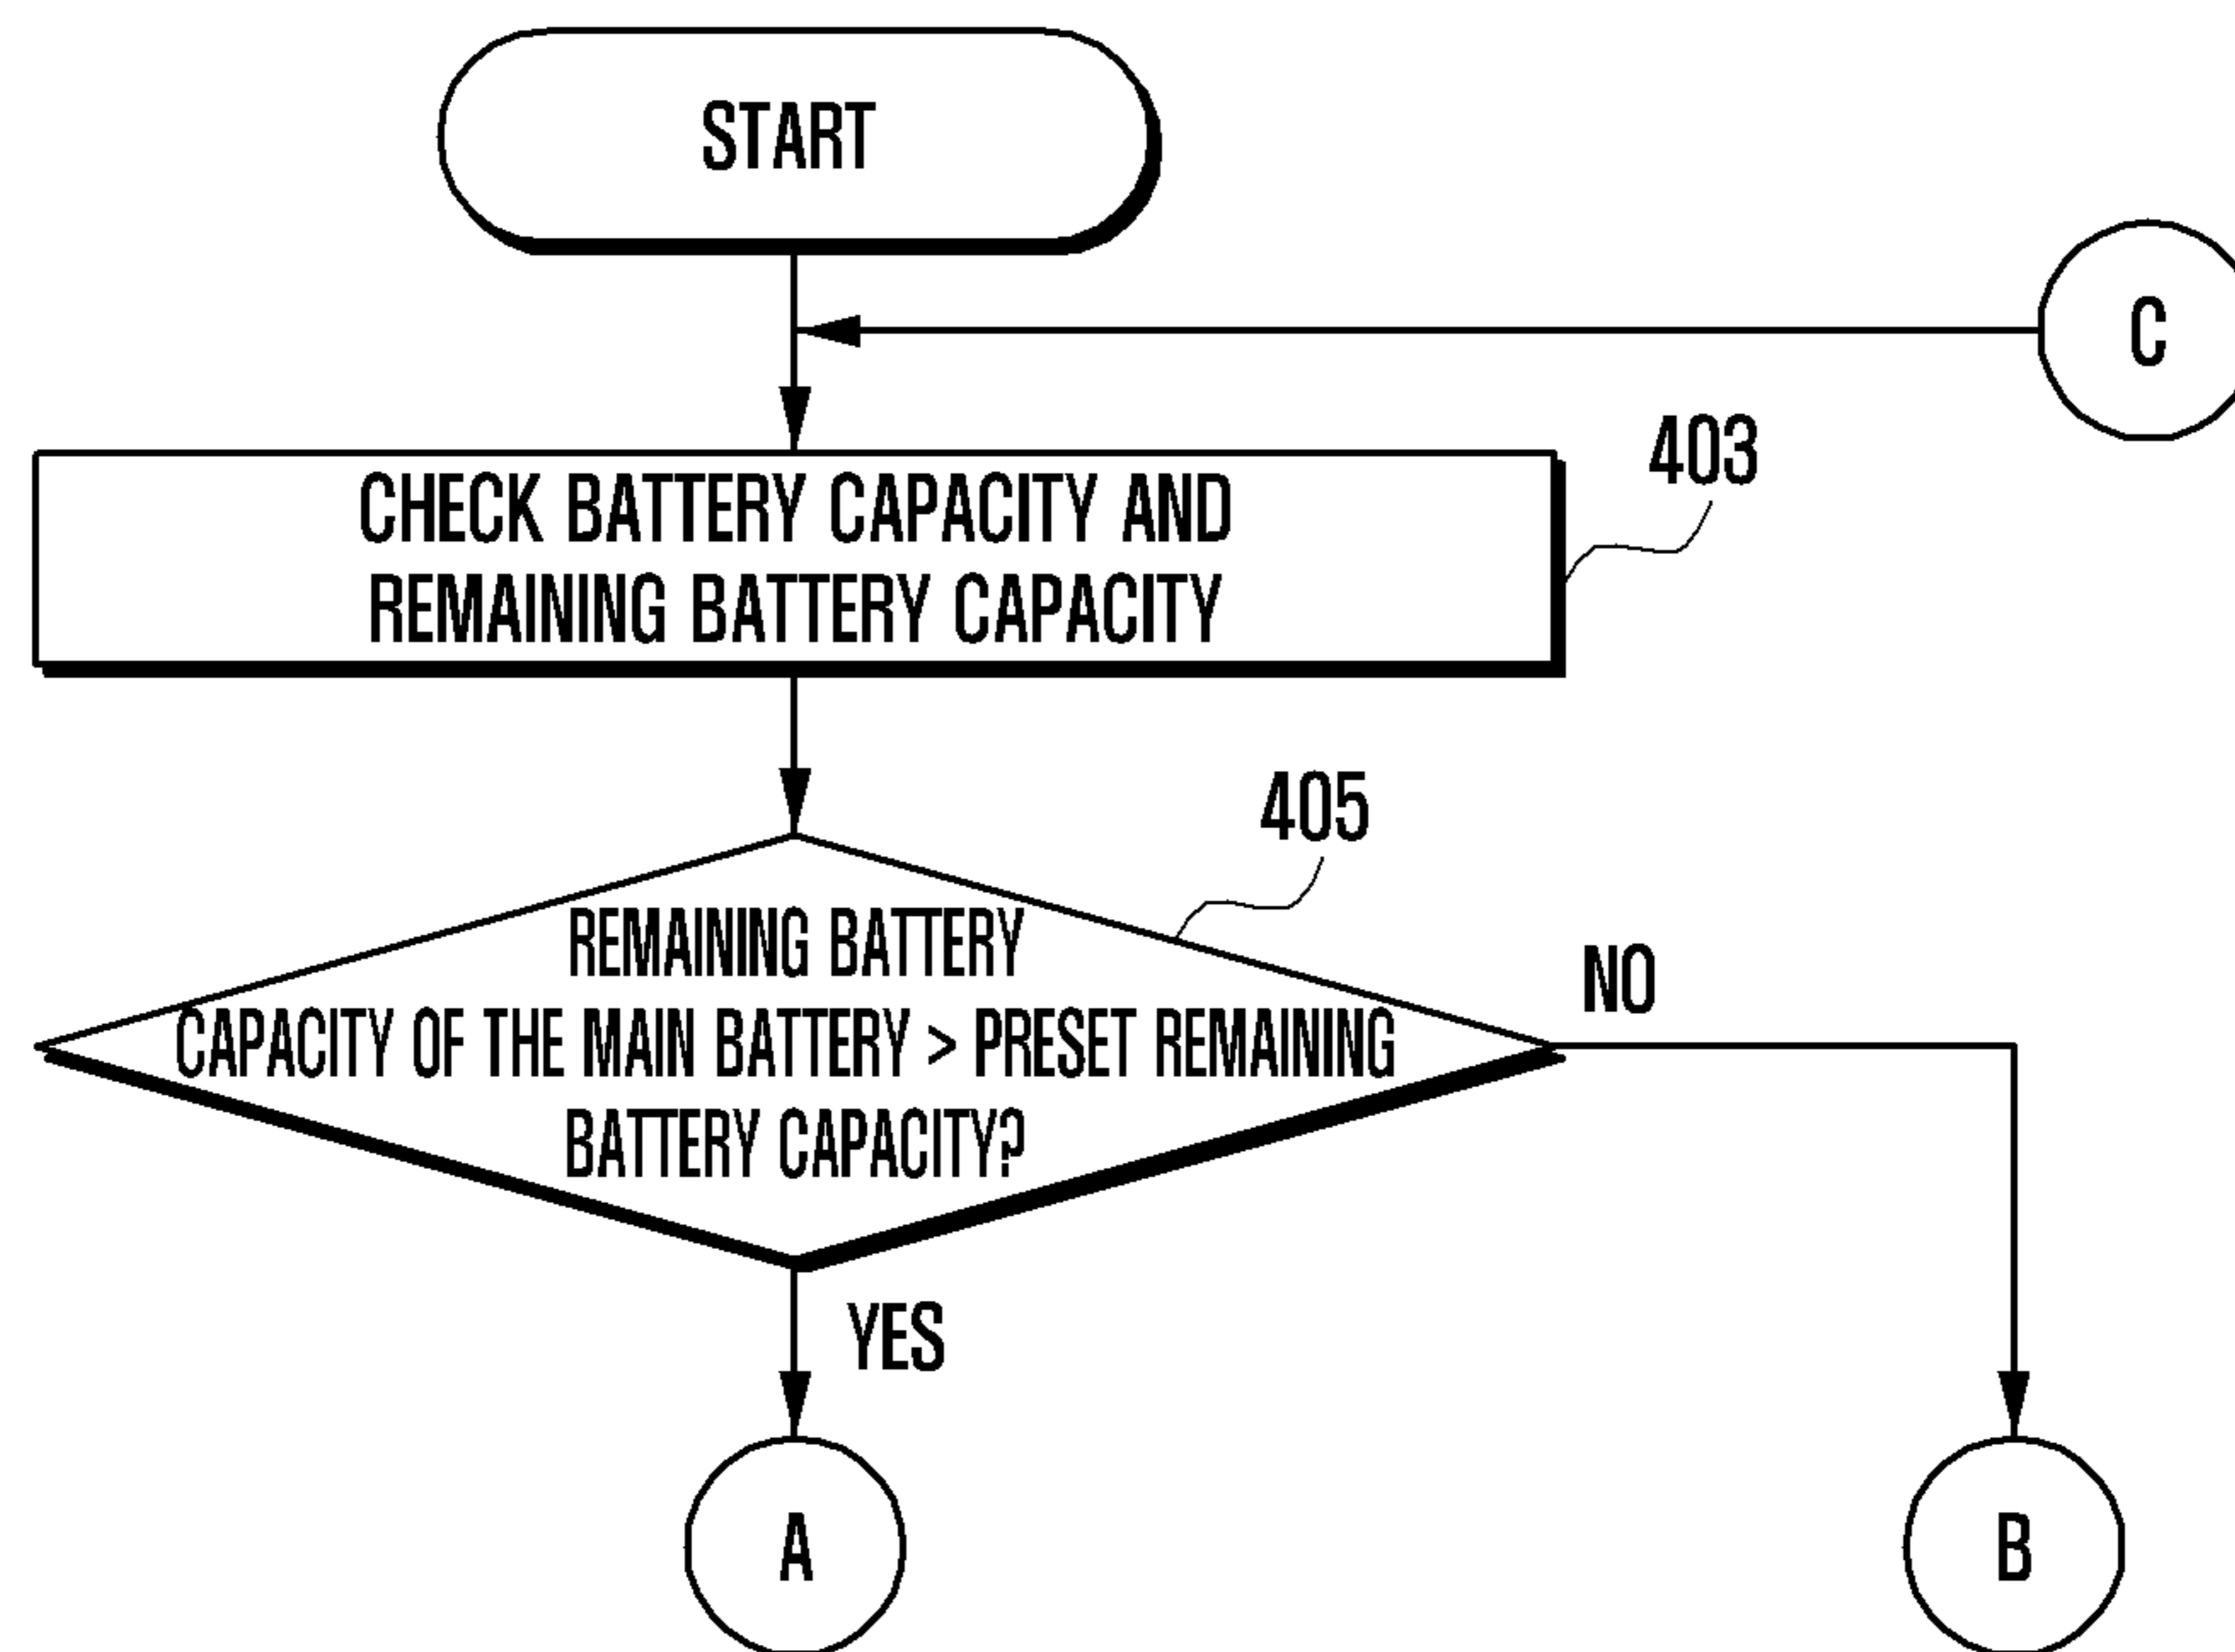 START
C
403
CHECK BATTERY CAPACITY AND
REMAINING BATTERY CAPACITY
405
REMAINING BATTERY
CAPACITY OF THE MAIN BATTERY > PRESET REMAINING
BATTERY CAPACITY?
NO
YES
A
B